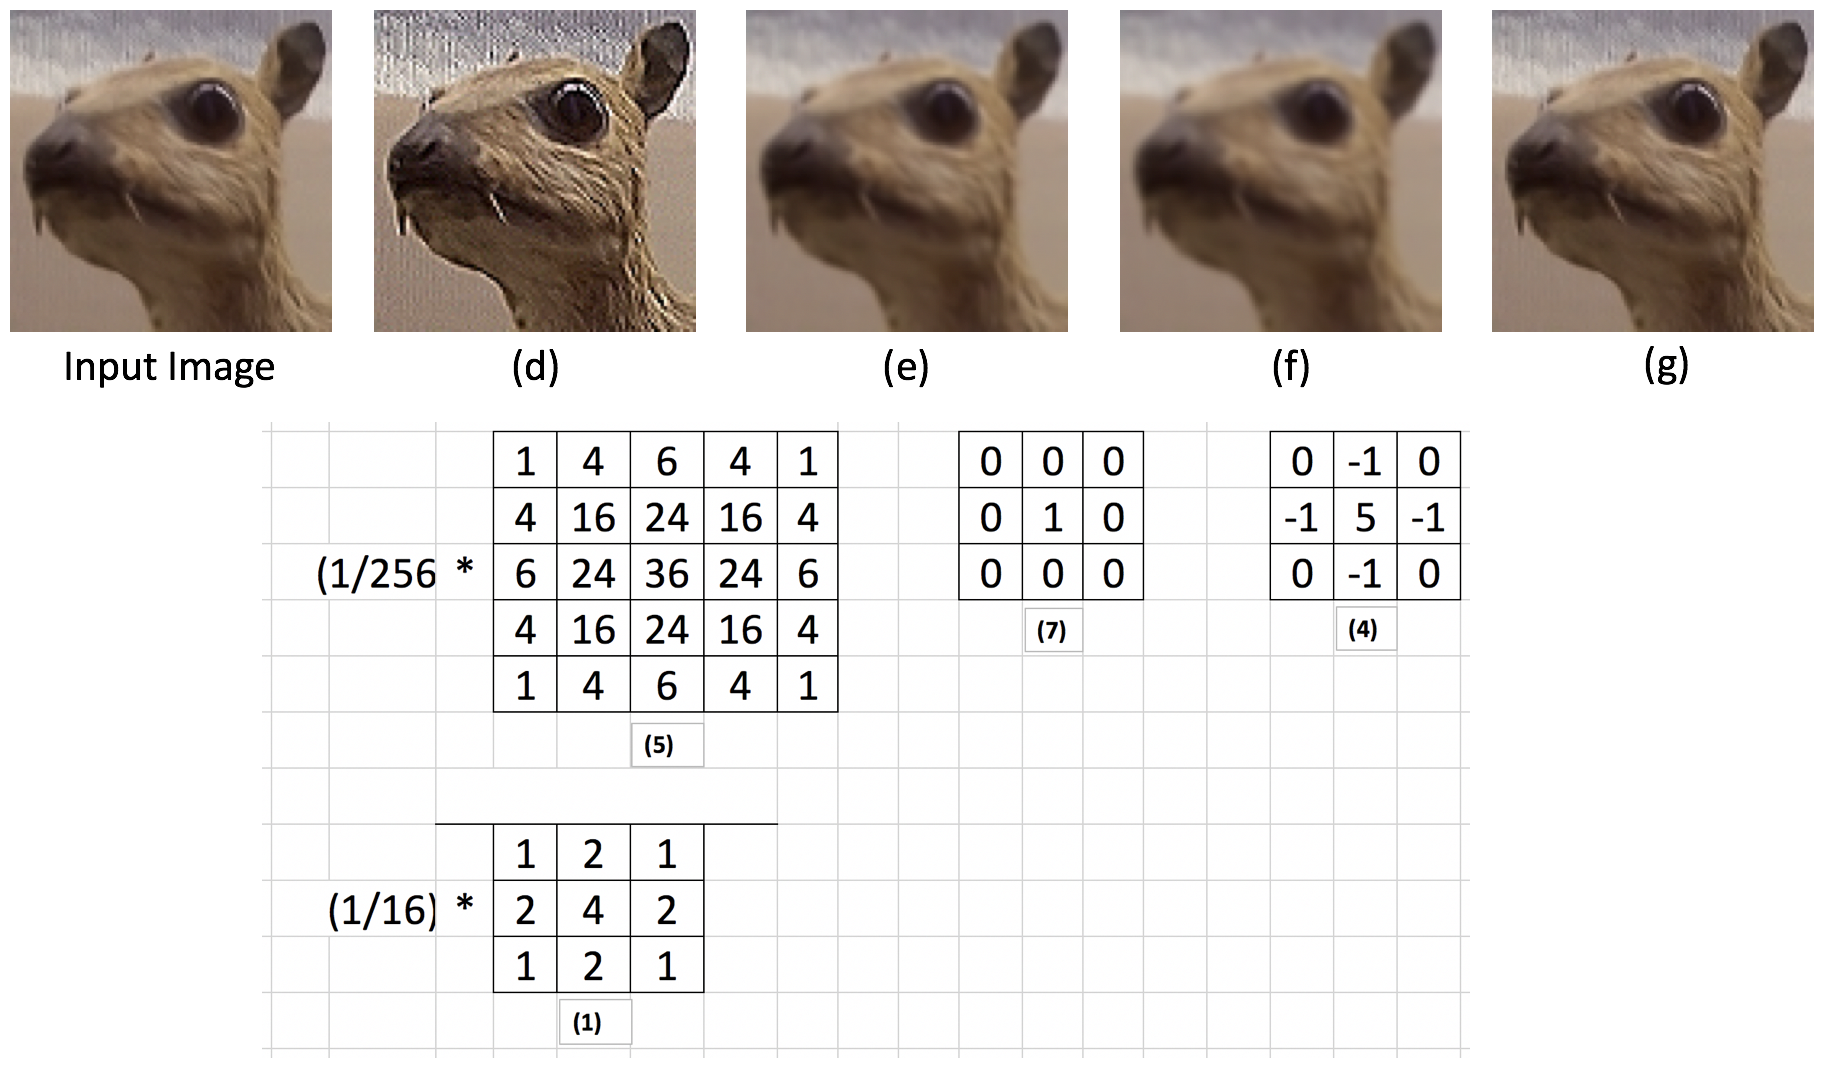 Input Image (d) (e) (f) (g)
1 4 6 4 1 0 0 0 0 -1 0
4 16 24 16 4 0 1 0 -1 5 -1
(1/256 * 6 24 36 24 6 0 0 0 0 -1 0
4 16 24 16 4 (7) (4)
1 4 6 4 1
(5)
1 2 1
(1/16) * 2 4 2
1 2 1
(1)